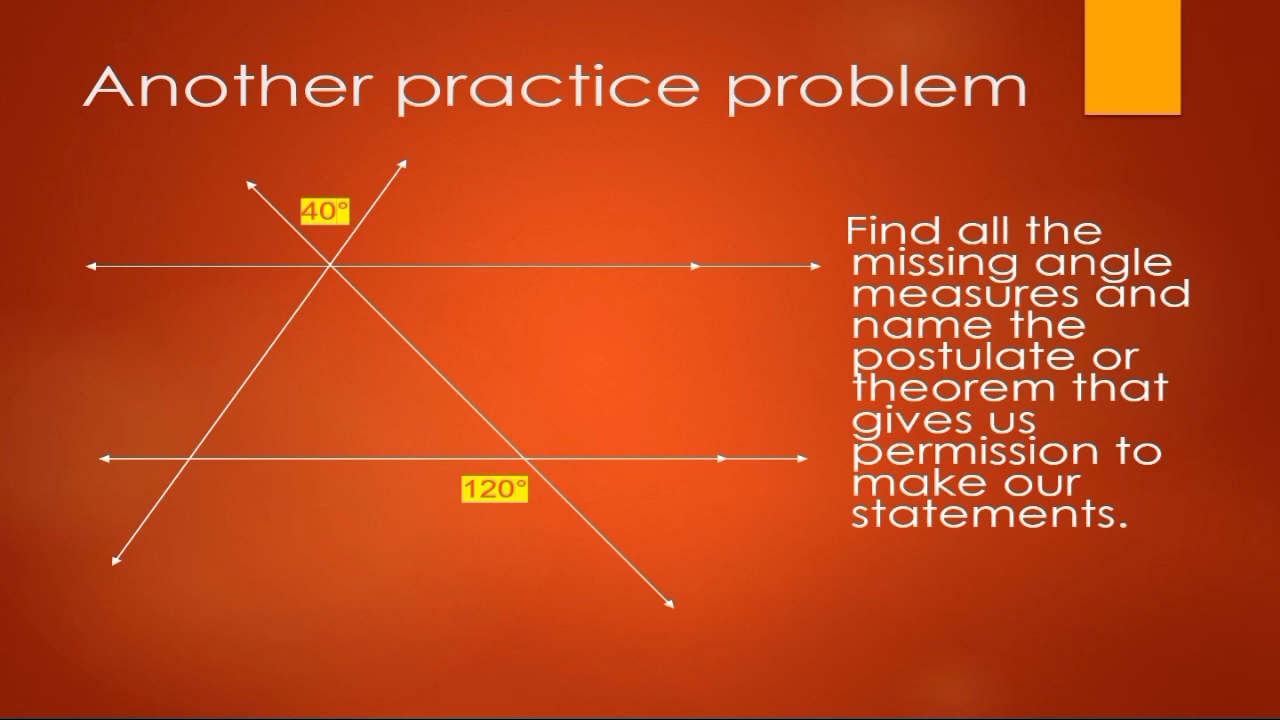 Another practice problem
40°
120°
Find all the
missing angle
measures and
name the
postulate or
theorem that
gives us
permission to
make our
statements.